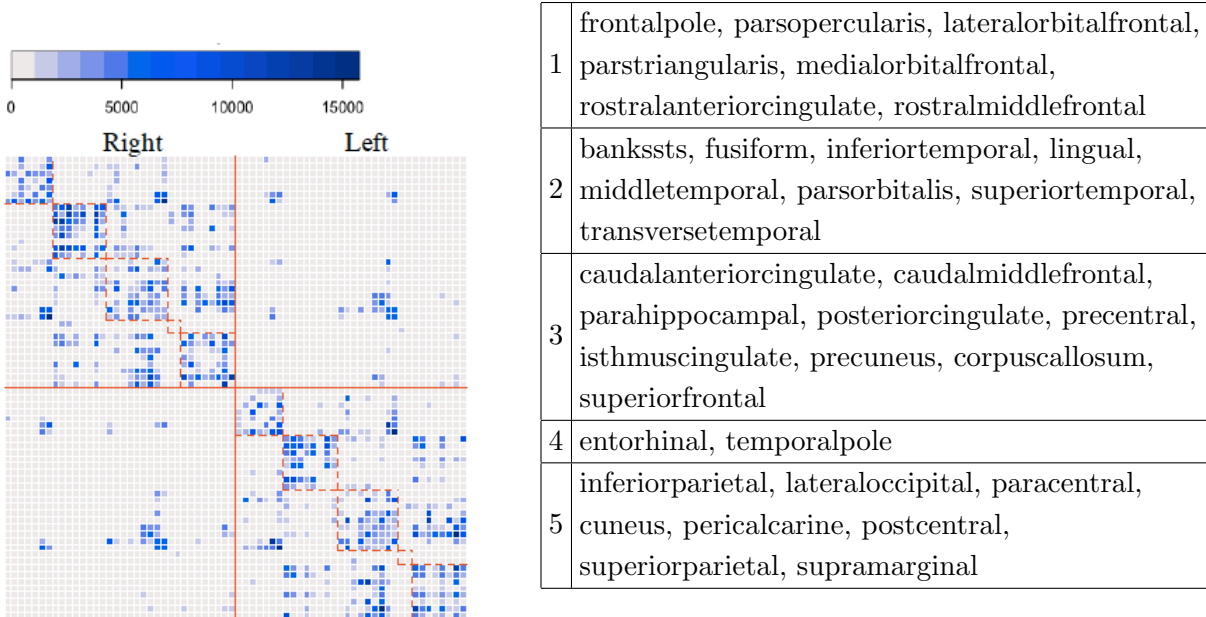 0 5000 10000 15000
Right Left
1 frontalpole, parsopercularis, lateralorbitalfrontal,
parstriangularis, medialorbitalfrontal,
rostralanteriorcingulate, rostralmiddlefrontal
2 bankssts, fusiform, inferiortemporal, lingual,
middletemporal, parsorbitalis, superiortemporal,
transversetemporal
3 caudalanteriorcingulate, caudalmiddlefrontal,
parahippocampal, posteriorcingulate, precentral,
isthmuscingulate, precuneus, corpuscallosum,
superiorfrontal
4 entorhinal, temporalpole
5 inferiorparietal, lateraloccipital, paracentral,
cuneus, pericalcarine, postcentral,
superiorparietal, supramarginal